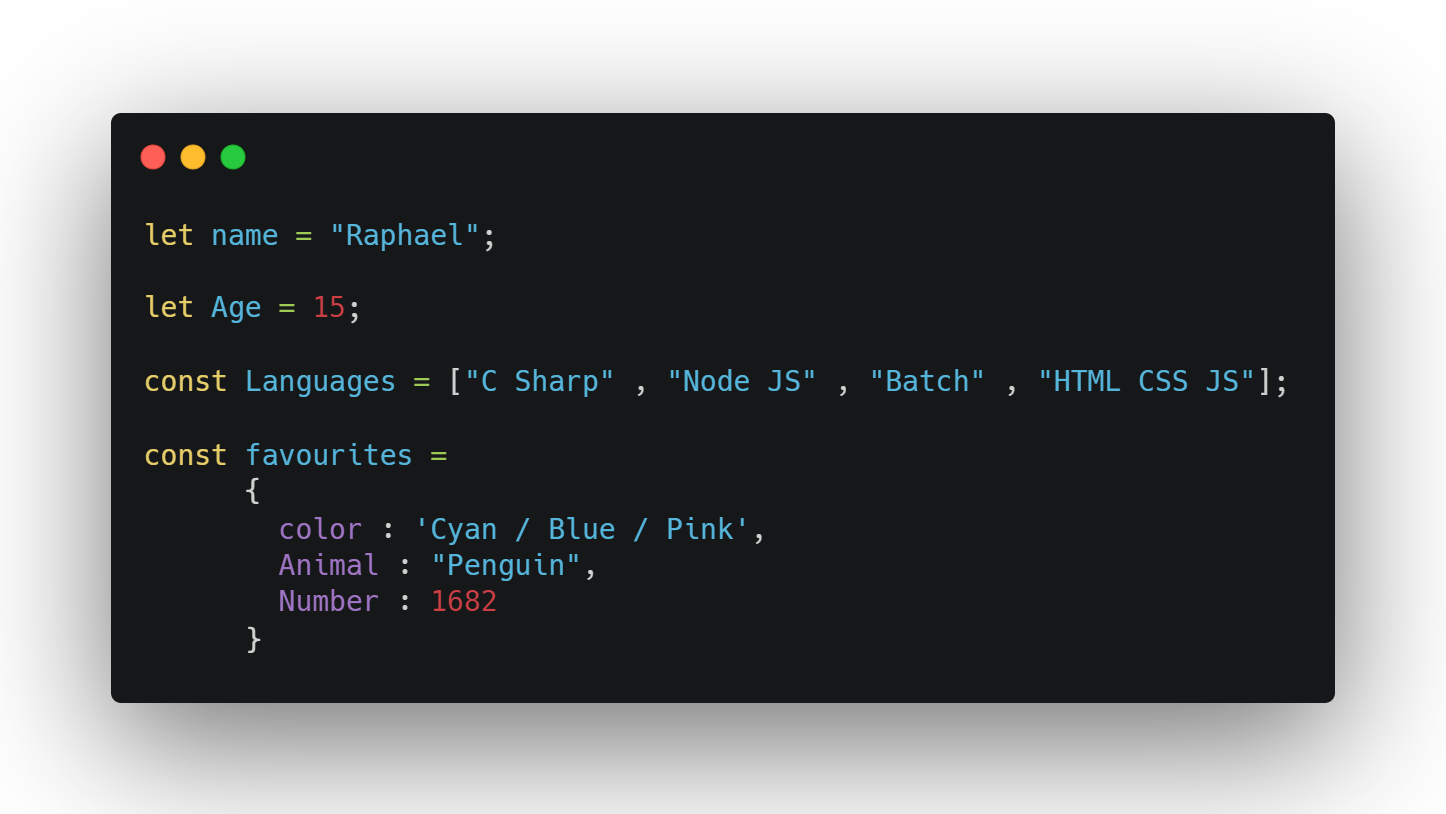 let name = "Raphael";
let Age = 15;
const Languages = ["C Sharp" , "Node JS" , "Batch" , "HTML CSS JS"];
const favourites =
{
color : 'Cyan / Blue / Pink',
Animal : "Penguin",
Number : 1682
}